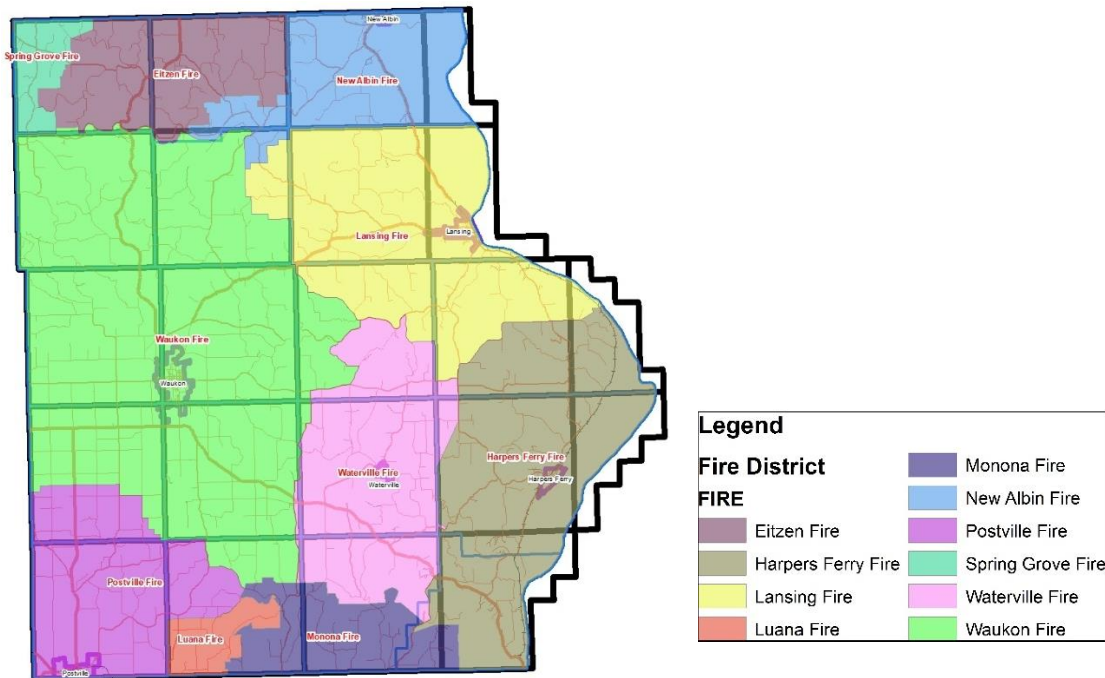 New Albin
Spring Grove Fire
Eitzen Fire
New Albin Fire
Lansing
Lansing Fire
Waukon Fire
Waukon
Harpers Ferry Fire
Waterville Fire
Harpers Ferry
Waterville
Postville Fire
Luana Fire
Monona Fire
Postville
Legend
Fire District
FIRE
Eitzen Fire
Harpers Ferry Fire
Lansing Fire
Luana Fire
Monona Fire
New Albin Fire
Postville Fire
Spring Grove Fire
Waterville Fire
Waukon Fire